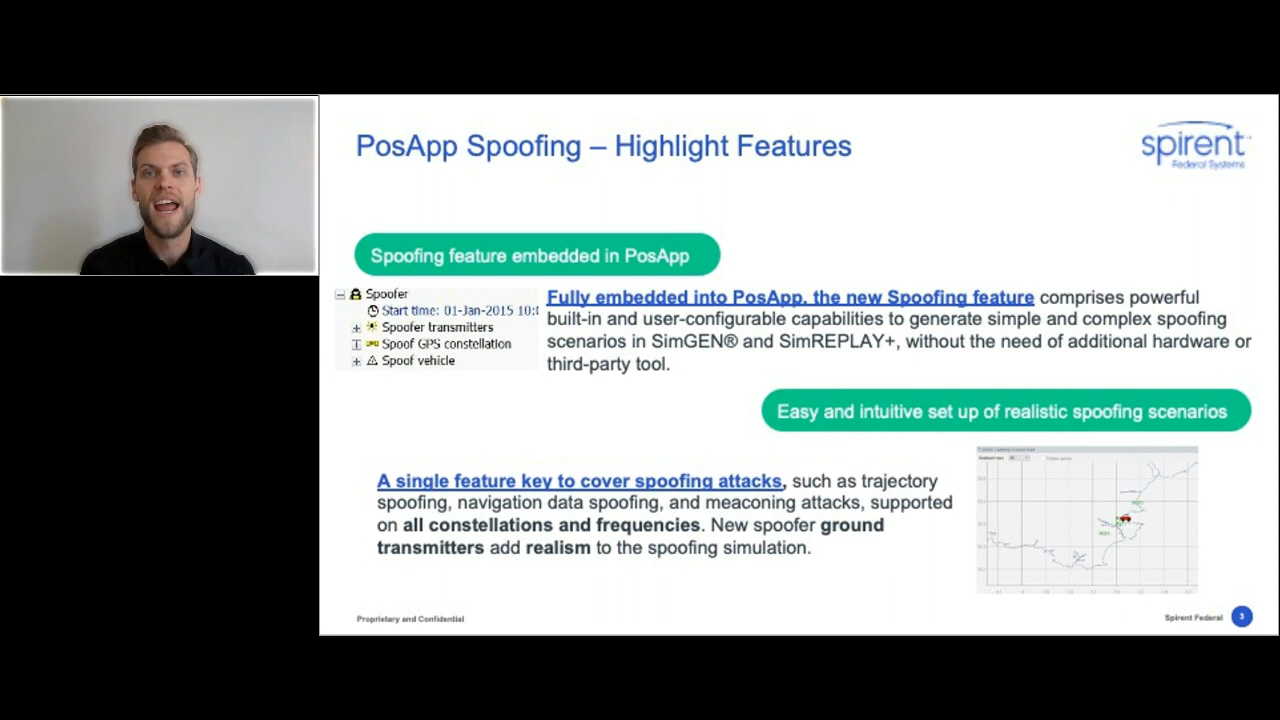 PosApp Spoofing – Highlight Features
spirent
Federal Systems
Spoofing feature embedded in PosApp
Spoofer
Start time: 01-Jan-2015 10:0
Spoofer transmitters
Spoof GPS constellation
Spoof vehicle
Fully embedded into PosApp, the new Spoofing feature comprises powerful
built-in and user-configurable capabilities to generate simple and complex spoofing
scenarios in SimGEN® and SimREPLAY+, without the need of additional hardware or
third-party tool.
Easy and intuitive set up of realistic spoofing scenarios
A single feature key to cover spoofing attacks, such as trajectory
spoofing, navigation data spoofing, and meaconing attacks, supported
on all constellations and frequencies. New spoofer ground
transmitters add realism to the spoofing simulation.
Proprietary and Confidential
Spirent Federal
3